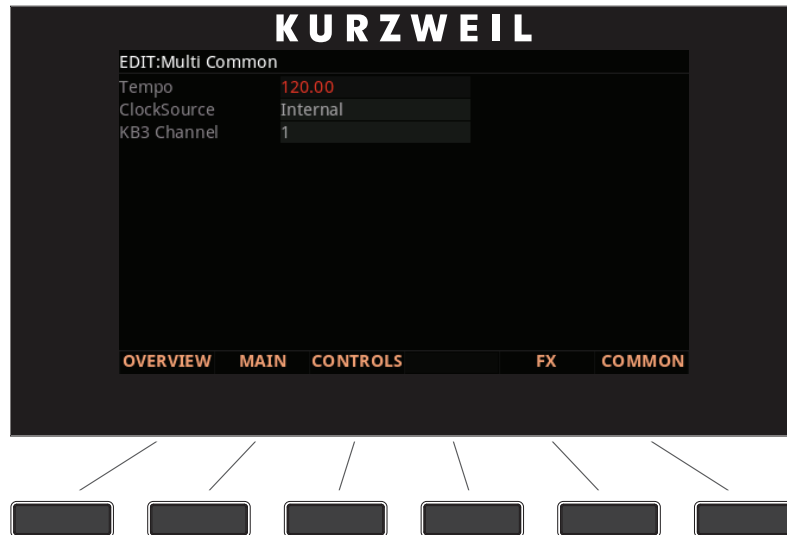 KURZWEIL
EDIT:Multi Common
Tempo 120.00
ClockSource Internal
KB3 Channel 1
OVERVIEW MAIN CONTROLS FX COMMON